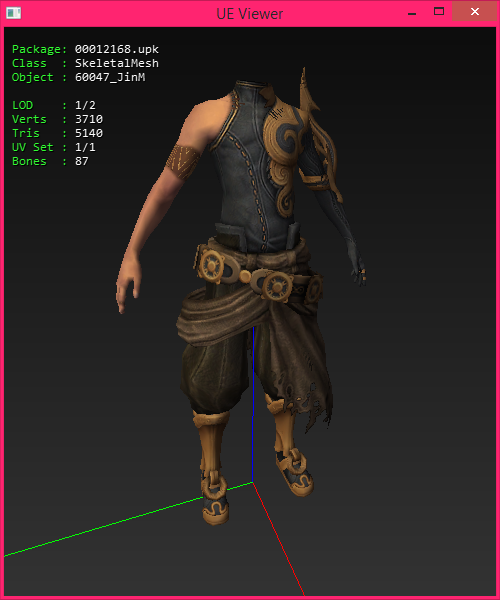 UE Viewer
Package: 00012168.upk
Class  : SkeletalMesh
Object : 60047_JinM
LOD    : 1/2
Verts  : 3710
Tris   : 5140
UV Set : 1/1
Bones  : 87